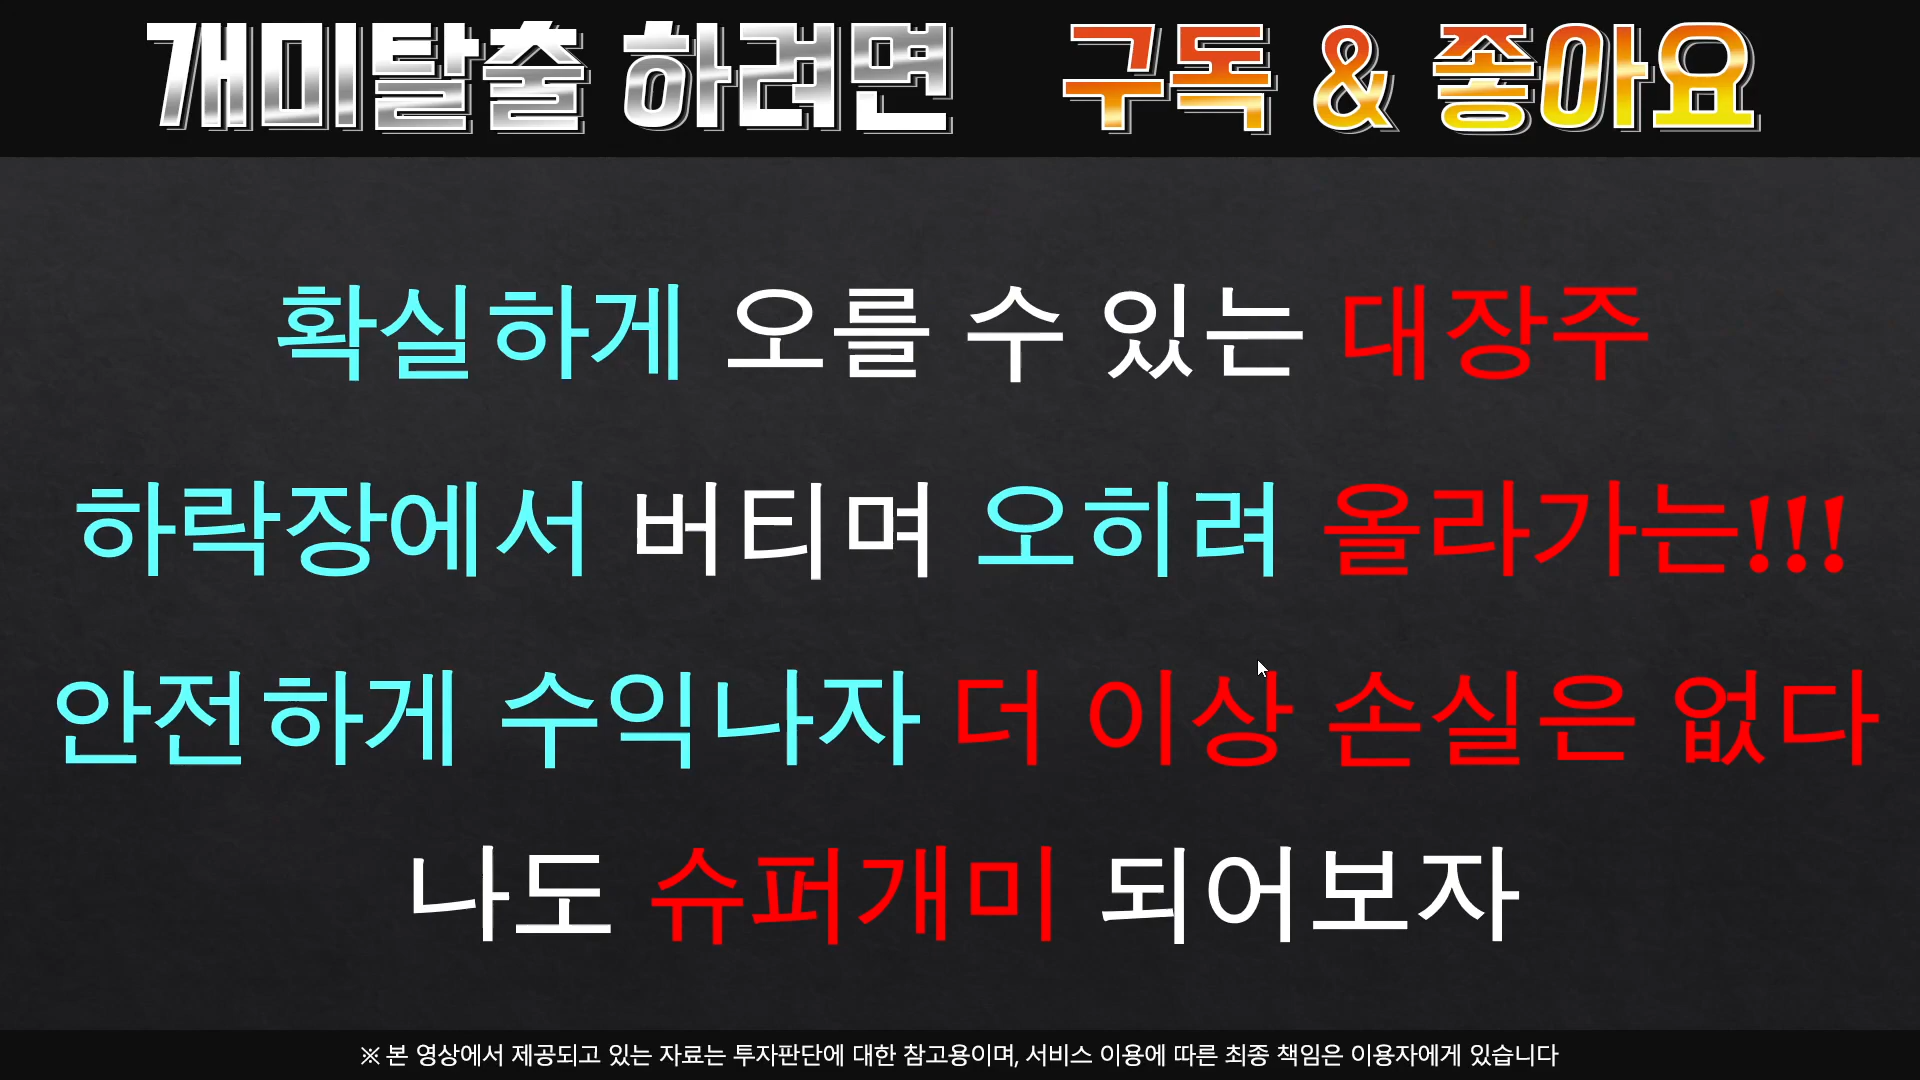 개미탈출 하려면 구독 & 좋아요
확실하게 오를 수 있는 대장주
하락장에서 버티며 오히려 올라가는!!!
안전하게 수익나자 더 이상 손실은 없다
나도 슈퍼개미 되어보자
※ 본 영상에서 제공되고 있는 자료는 투자판단에 대한 참고용이며, 서비스 이용에 따른 최종 책임은 이용자에게 있습니다